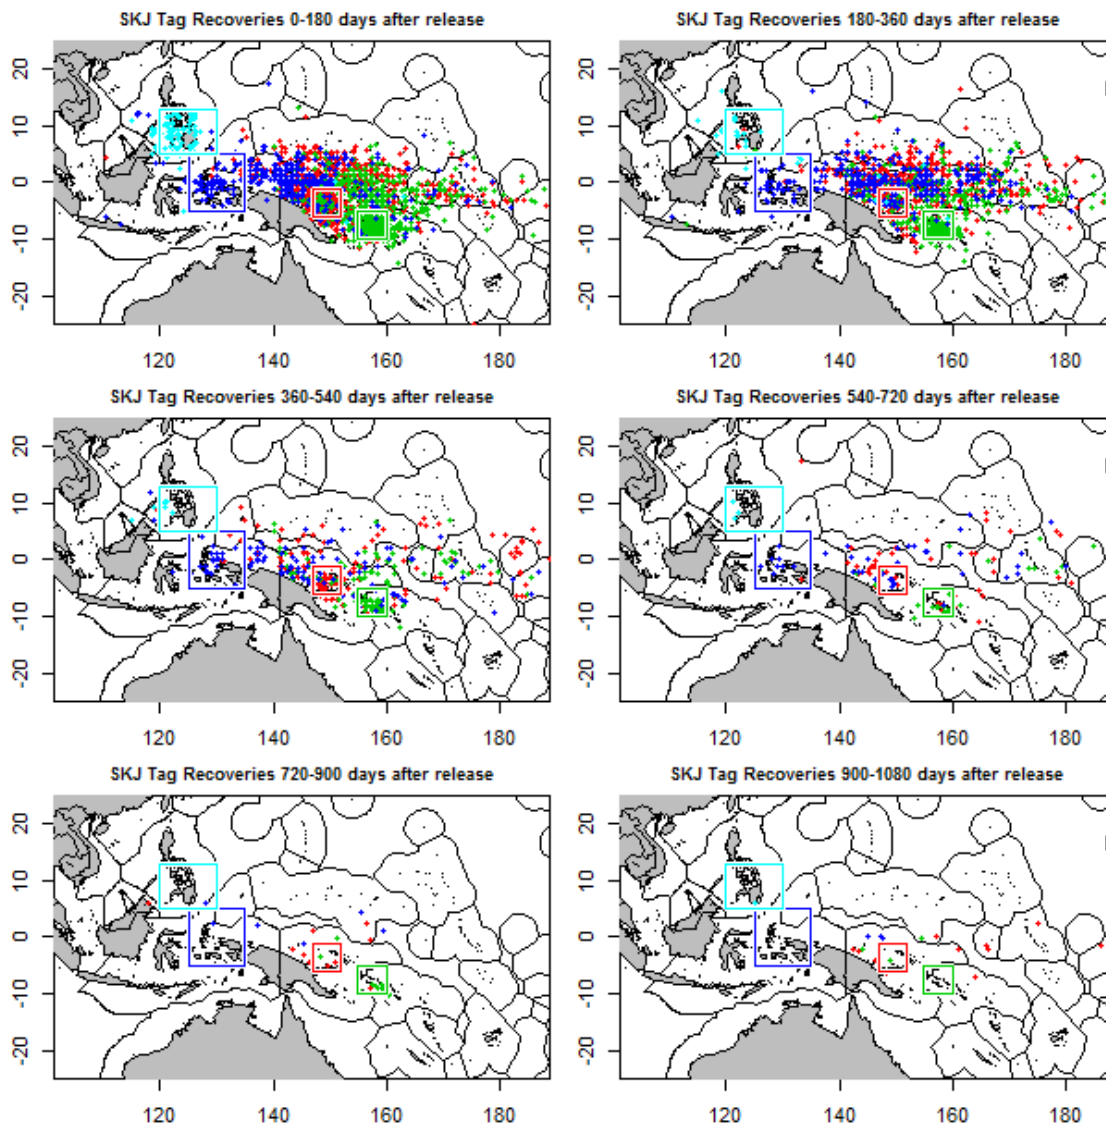 SKJ Tag Recoveries 0-180 days after release
SKJ Tag Recoveries 180-360 days after release
20
10
0
-10
-20
20
10
0
-10
-20
120 140 160 180
120 140 160 180
SKJ Tag Recoveries 360-540 days after release
SKJ Tag Recoveries 540-720 days after release
20
10
0
-10
-20
20
10
0
-10
-20
120 140 160 180
120 140 160 180
SKJ Tag Recoveries 720-900 days after release
SKJ Tag Recoveries 900-1080 days after release
20
10
0
-10
-20
20
10
0
-10
-20
120 140 160 180
120 140 160 180